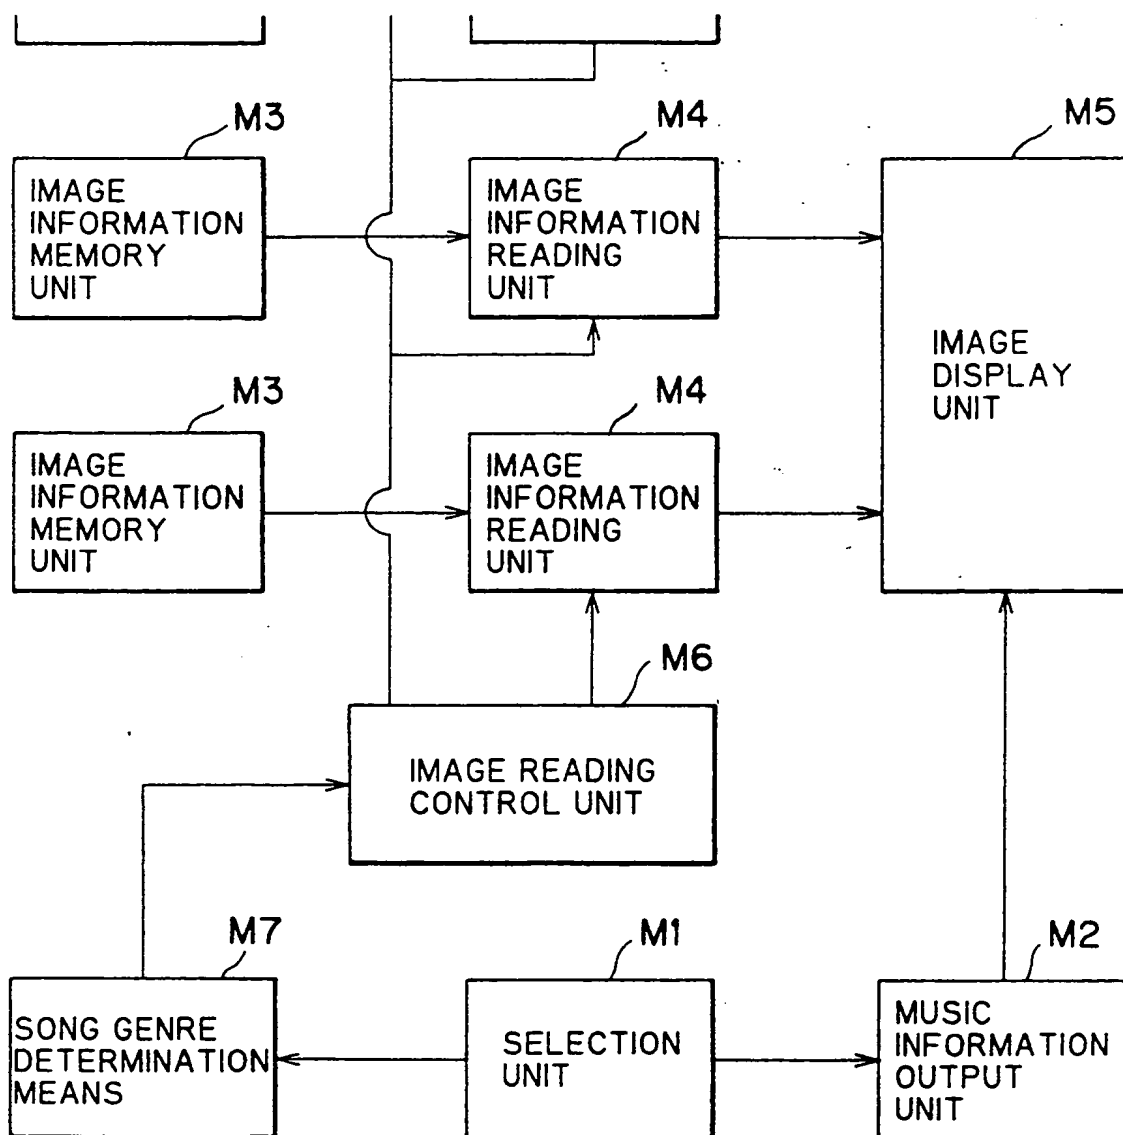 M3
M4
M5
IMAGE
INFORMATION
MEMORY
UNIT
IMAGE
INFORMATION
READING
UNIT
IMAGE
DISPLAY
UNIT
M3
M4
IMAGE
INFORMATION
MEMORY
UNIT
IMAGE
INFORMATION
READING
UNIT
M6
IMAGE READING
CONTROL UNIT
M7
M1
M2
SONG GENRE
DETERMINATION
MEANS
SELECTION
UNIT
MUSIC
INFORMATION
OUTPUT
UNIT